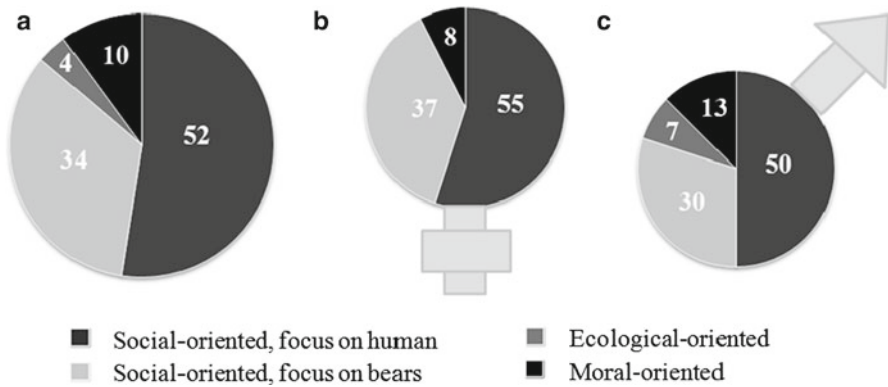 a
10
4
52
34
b
8
37
55
c
13
7
50
30
Social-oriented, focus on human
Social-oriented, focus on bears
Ecological-oriented
Moral-oriented